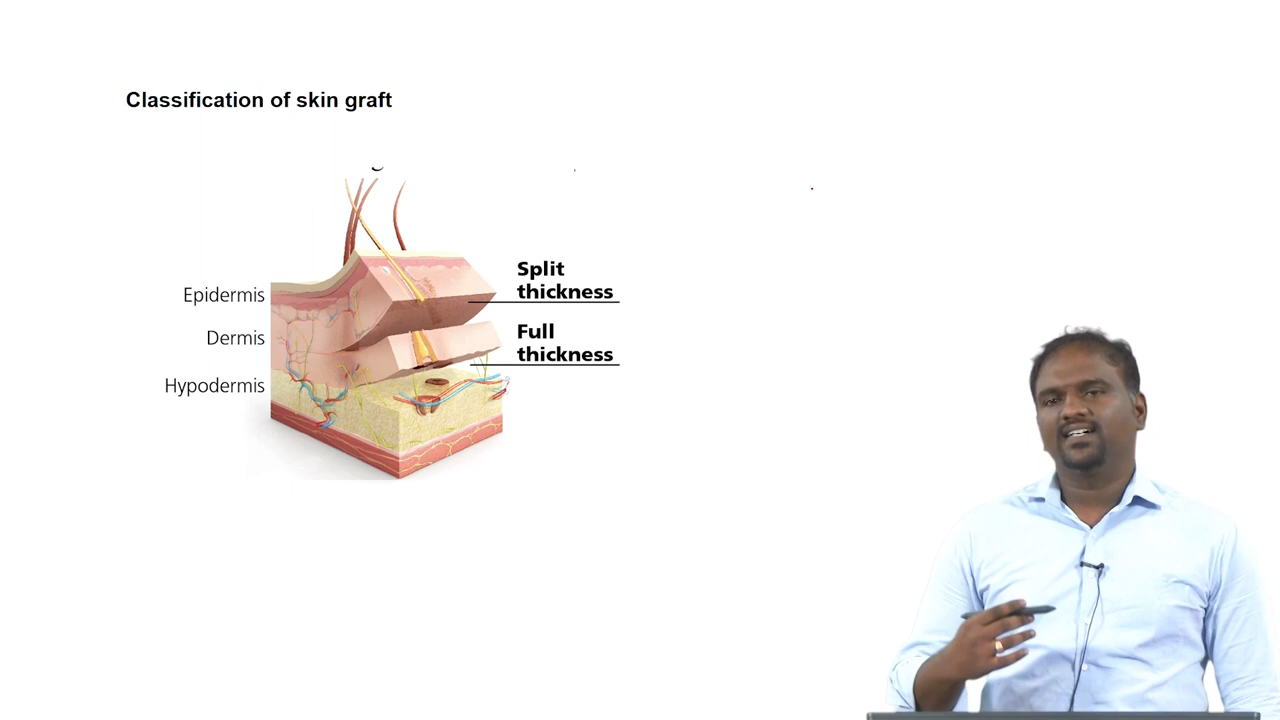 Classification of skin graft
Epidermis
Dermis
Hypodermis
Split
thickness
Full
thickness